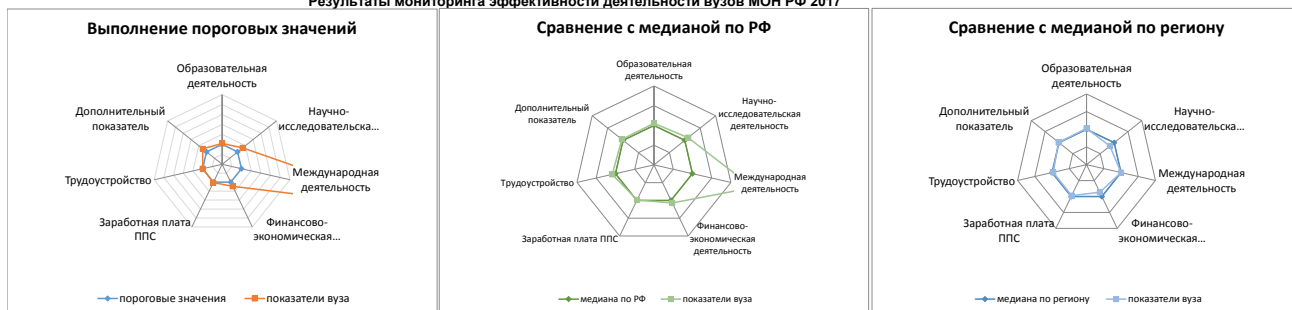 Результаты мониторинга эффективности деятельности вузов МОН РФ 2017
Выполнение пороговых значений
Образовательная
деятельность
Научно-
исследовательска...
Международная
деятельность
Финансово-
экономическая...
Заработная плата
ППС
Трудоустройство
Дополнительный
показатель
пороговые значения
показатели вуза
Сравнение с медианой по РФ
Образовательная
деятельность
Научно-
исследовательская
деятельность
Международная
деятельность
Финансово-
экономическая
деятельность
Заработная плата ППС
Трудоустройство
Дополнительный
показатель
медиана по РФ
показатели вуза
Сравнение с медианой по региону
Образовательная
деятельность
Научно-
исследовательска...
Международная
деятельность
Финансово-
экономическая...
Заработная плата
ППС
Трудоустройство
Дополнительный
показатель
медиана по региону
показатели вуза